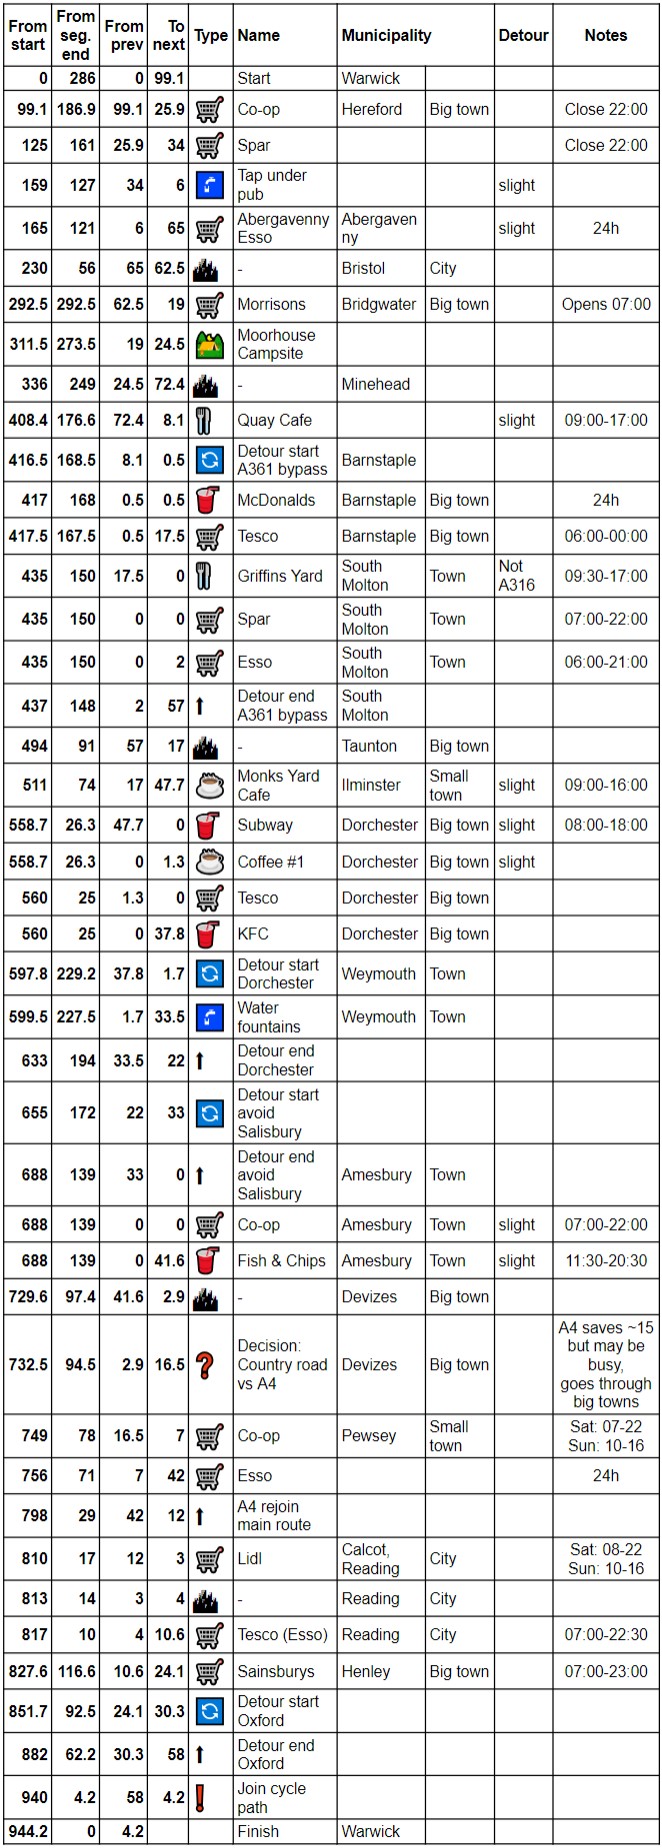 From start From seg. end From prev To next Type Name Municipality Detour Notes
0 286 0 99.1 Start Warwick
99.1 186.9 99.1 25.9 Co-op Hereford Big town Close 22:00
125 161 25.9 34 Spar Close 22:00
159 127 34 6 Tap under pub slight
165 121 6 65 Abergavenny Esso Abergavenny slight 24h
230 56 65 62.5 - Bristol City
292.5 292.5 62.5 19 Morrisons Bridgwater Big town Opens 07:00
311.5 273.5 19 24.5 Moorhouse Campsite
336 249 24.5 72.4 - Minehead
408.4 176.6 72.4 8.1 Quay Cafe slight 09:00-17:00
416.5 168.5 8.1 0.5 Detour start A361 bypass Barnstaple
417 168 0.5 0.5 McDonalds Barnstaple Big town 24h
417.5 167.5 0.5 17.5 Tesco Barnstaple Big town 06:00-00:00
435 150 17.5 0 Griffins Yard South Molton Town Not A316 09:30-17:00
435 150 0 0 Spar South Molton Town 07:00-22:00
435 150 0 2 Esso South Molton Town 06:00-21:00
437 148 2 57 Detour end A361 bypass South Molton
494 91 57 17 - Taunton Big town
511 74 17 47.7 Monks Yard Cafe Ilminster Small town slight 09:00-16:00
558.7 26.3 47.7 0 Subway Dorchester Big town slight 08:00-18:00
558.7 26.3 0 1.3 Coffee #1 Dorchester Big town slight
560 25 1.3 0 Tesco Dorchester Big town
560 25 0 37.8 KFC Dorchester Big town
597.8 229.2 37.8 1.7 Detour start Dorchester Weymouth Town
599.5 227.5 1.7 33.5 Water fountains Weymouth Town
633 194 33.5 22 Detour end Dorchester
655 172 22 33 Detour start avoid Salisbury
688 139 33 0 Detour end avoid Salisbury Amesbury Town
688 139 0 0 Co-op Amesbury Town slight 07:00-22:00
688 139 0 41.6 Fish & Chips Amesbury Town slight 11:30-20:30
729.6 97.4 41.6 2.9 - Devizes Big town
732.5 94.5 2.9 16.5 Decision: Country road vs A4 Devizes Big town A4 saves ~15 but may be busy, goes through big towns
749 78 16.5 7 Co-op Pewsey Small town Sat: 07-22 Sun: 10-16
756 71 7 42 Esso 24h
798 29 42 12 A4 rejoin main route
810 17 12 3 Lidl Calcot, Reading City Sat: 08-22 Sun: 10-16
813 14 3 4 - Reading City
817 10 4 10.6 Tesco (Esso) Reading City 07:00-22:30
827.6 116.6 10.6 24.1 Sainsburys Henley Big town 07:00-23:00
851.7 92.5 24.1 30.3 Detour start Oxford
882 62.2 30.3 58 Detour end Oxford
940 4.2 58 4.2 Join cycle path
944.2 0 4.2 Finish Warwick